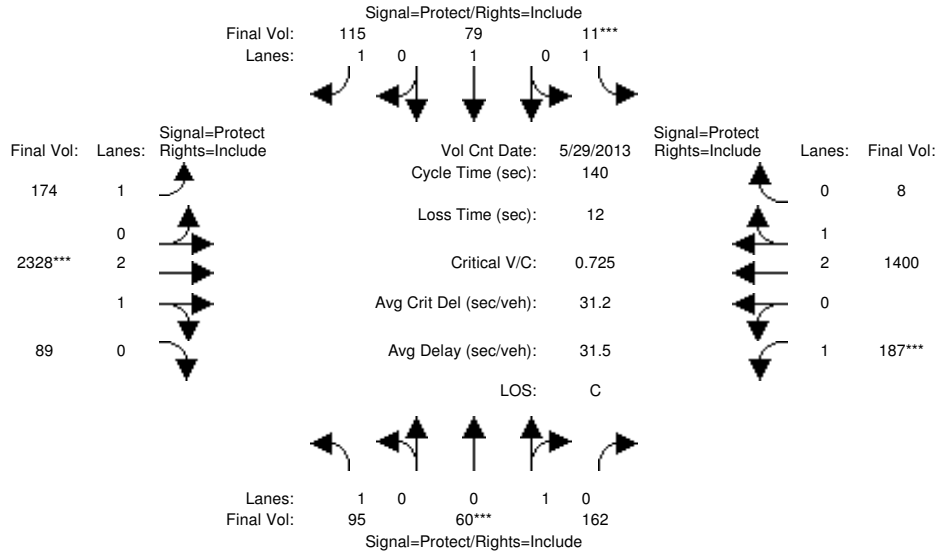 Signal=Protect/Rights=Include
Final Vol: 115 79 11***
Lanes: 1 0 1 0 1
Signal=Protect
Final Vol: Lanes: Rights=Include
Vol Cnt Date: 5/29/2013
Signal=Protect
Rights=Include Lanes: Final Vol:
Cycle Time (sec): 140
174 1
0 8
Loss Time (sec): 12
0
1
2328*** 2
Critical V/C: 0.725
2 1400
1
Avg Crit Del (sec/veh): 31.2
0
89 0
Avg Delay (sec/veh): 31.5
1 187***
LOS: C
Lanes: 1 0 0 1 0
Final Vol: 95 60*** 162
Signal=Protect/Rights=Include